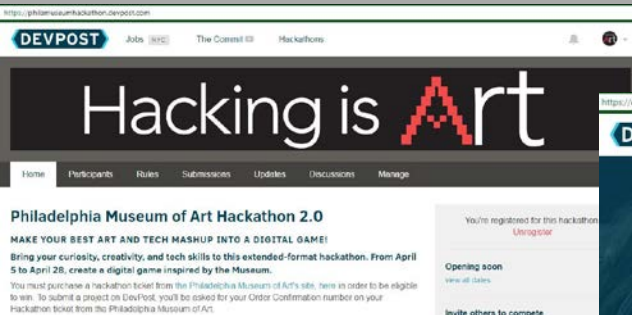 https://philamuseumhackathon.devpost.com
DEVPOST Jobs NYC The Commit Hackathons
Hacking is Art
https://
D
Home Participants Rules Submissions Updates Discussions Manage
Philadelphia Museum of Art Hackathon 2.0
MAKE YOUR BEST ART AND TECH MASHUP INTO A DIGITAL GAME!
Bring your curiosity, creativity, and tech skills to this extended-format hackathon. From April
5 to April 28, create a digital game inspired by the Museum.
You must purchase a hackathon ticket from the Philadelphia Museum of Art's site, here in order to be eligible
to win. To submit a project on DevPost, you'll be asked for your Order Confirmation number on your
Hackathon ticket from the Philadelphia Museum of Art.
You're registered for this hackathon
Unregister
Opening soon
view all dates
Invite others to compete